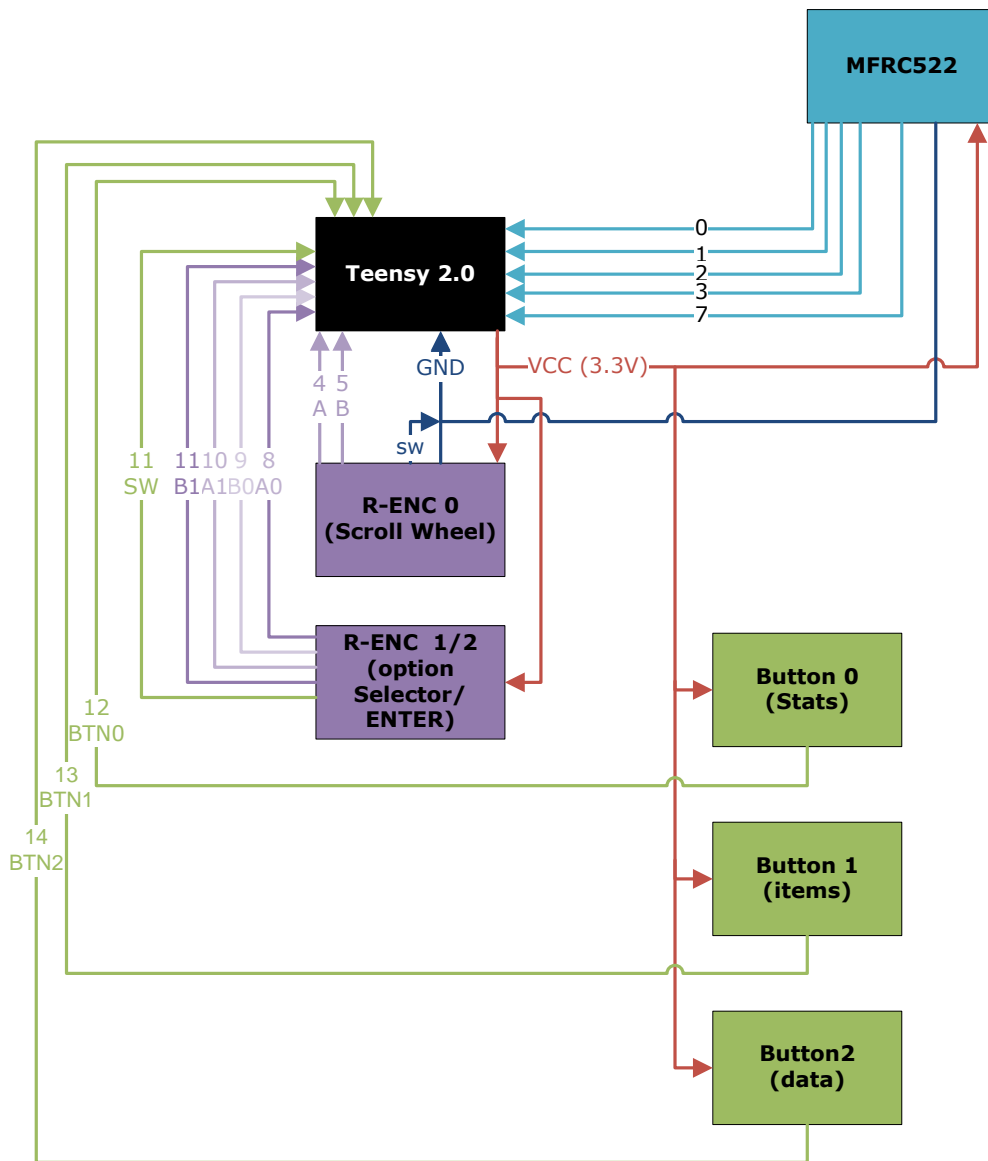 MFRC522
0
1
2
3
7
Teensy 2.0
4
A
5
B
GND
VCC (3.3V)
sw
11
SW
11
B1
10
A1
9
B0
8
A0
R-ENC 0
(Scroll Wheel)
R-ENC 1/2
(option
Selector/
ENTER)
12
BTN0
13
BTN1
14
BTN2
Button 0
(Stats)
Button 1
(items)
Button2
(data)